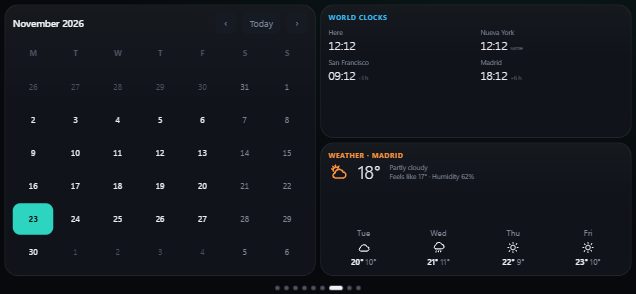 November 2026
‹ Today ›
M T W T F S S
26 27 28 29 30 31 1
2 3 4 5 6 7 8
9 10 11 12 13 14 15
16 17 18 19 20 21 22
23 24 25 26 27 28 29
30 1 2 3 4 5 6
WORLD CLOCKS
Here
12:12
Nueva York
12:12 same
San Francisco
09:12 -3 h
Madrid
18:12 +6 h
WEATHER · MADRID
18°
Partly cloudy
Feels like 17° · Humidity 62%
Tue Wed Thu Fri
20° 10° 21° 11° 22° 9° 23° 10°